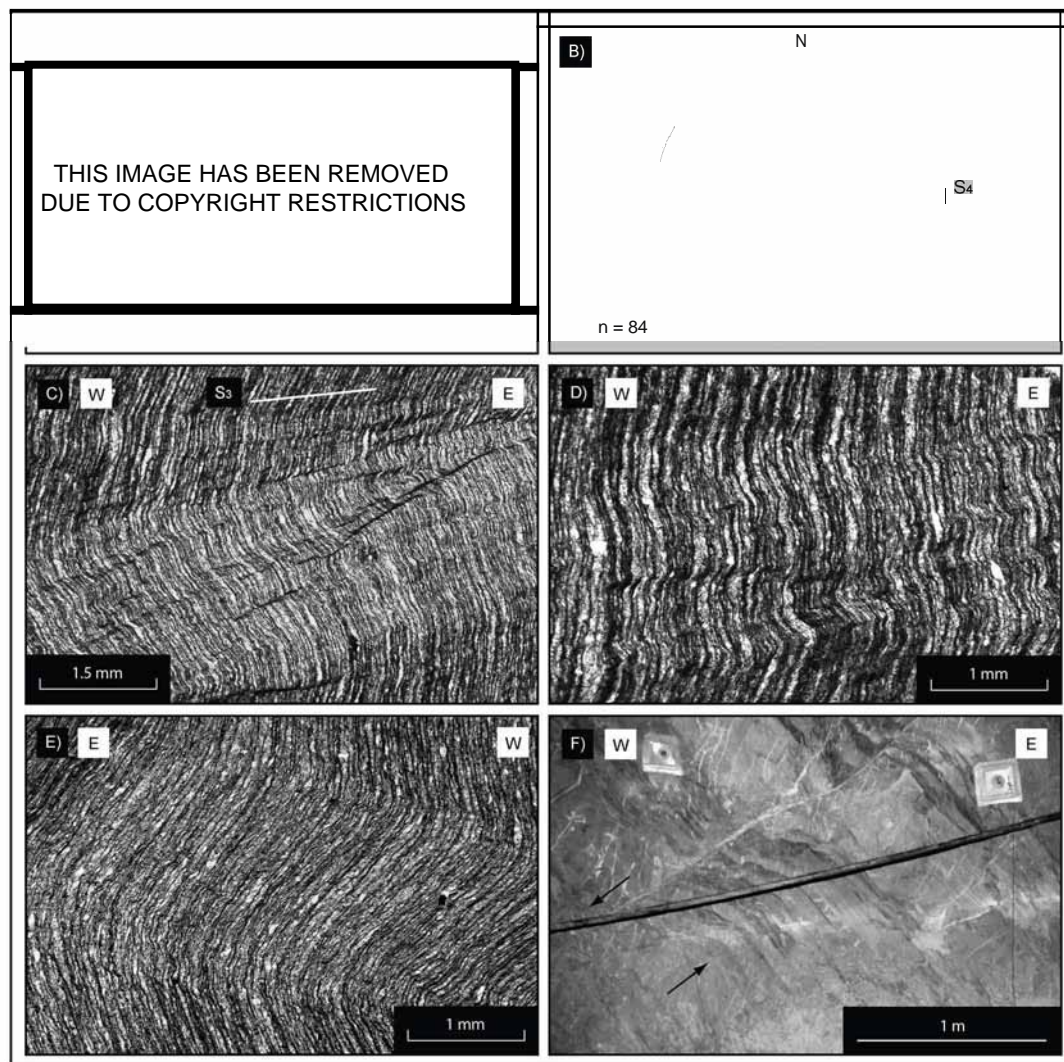 THIS IMAGE HAS BEEN REMOVED
DUE TO COPYRIGHT RESTRICTIONS
B)
N
S4
n = 84
C) W S3 E
1.5 mm
D) W E
1 mm
E) E W
1 mm
F) W E
1 m